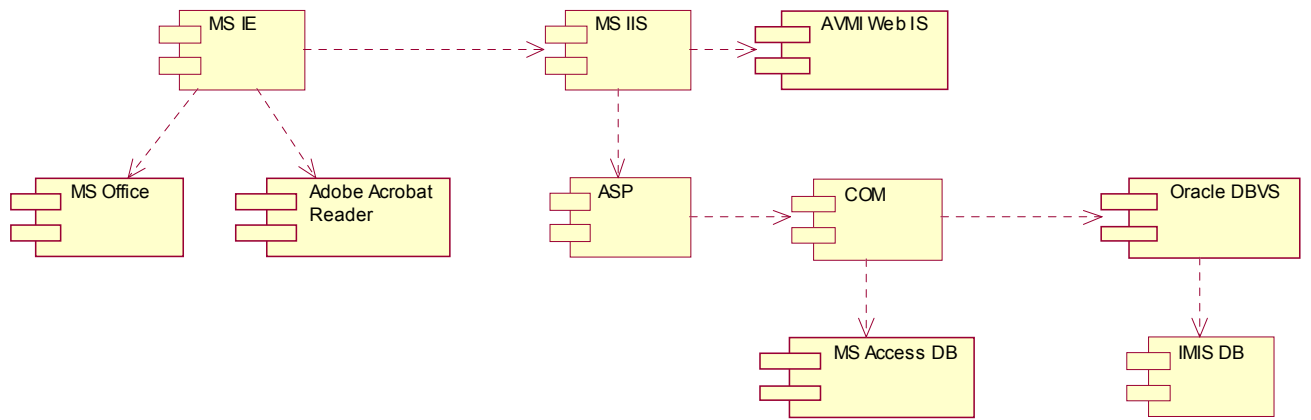 MS IE
MS IIS
AVMI Web IS
MS Office
Adobe Acrobat
Reader
ASP
COM
Oracle DBVS
MS Access DB
IMIS DB